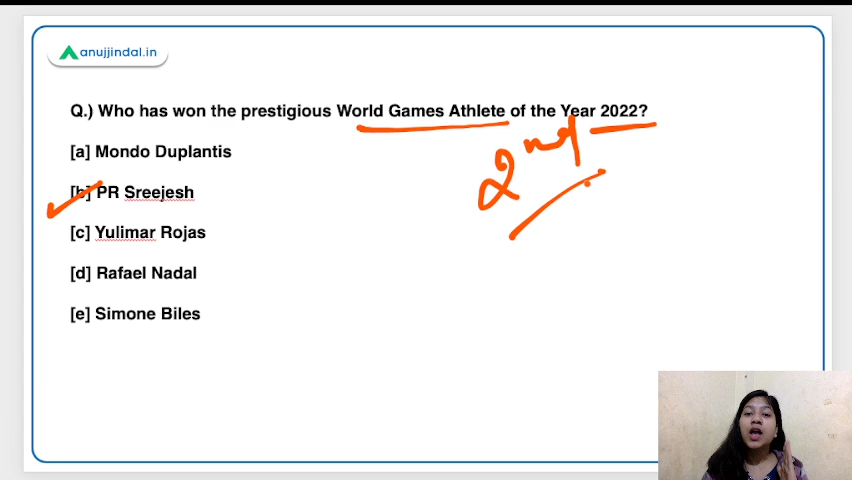 anujjindal.in
Q.) Who has won the prestigious World Games Athlete of the Year 2022?
[a] Mondo Duplantis
2nd
[b] PR Sreejesh
[c] Yulimar Rojas
[d] Rafael Nadal
[e] Simone Biles